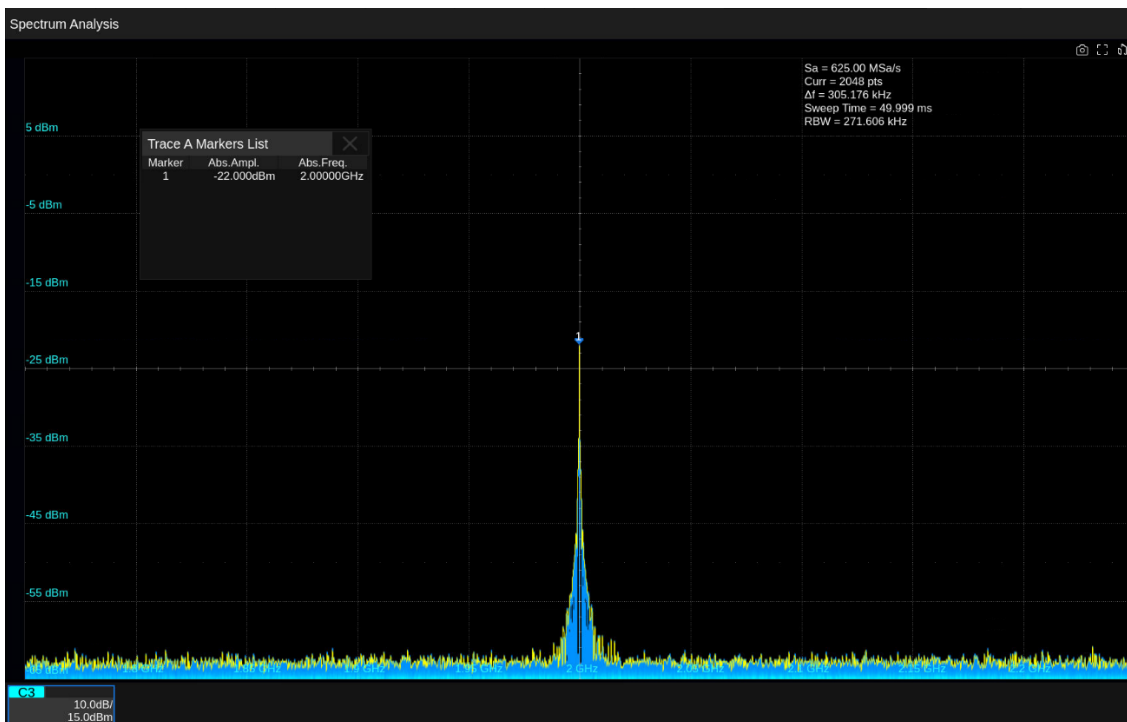 Spectrum Analysis
Sa = 625.00 MSa/s
Curr = 2048 pts
Δf = 305.176 kHz
Sweep Time = 49.999 ms
RBW = 271.606 kHz
5 dBm
Trace A Markers List
Marker Abs.Ampl. Abs.Freq.
1 -22.000dBm 2.00000GHz
-5 dBm
-15 dBm
1
-25 dBm
-35 dBm
-45 dBm
-55 dBm
2 GHz
C3
10.0dB/
15.0dBm